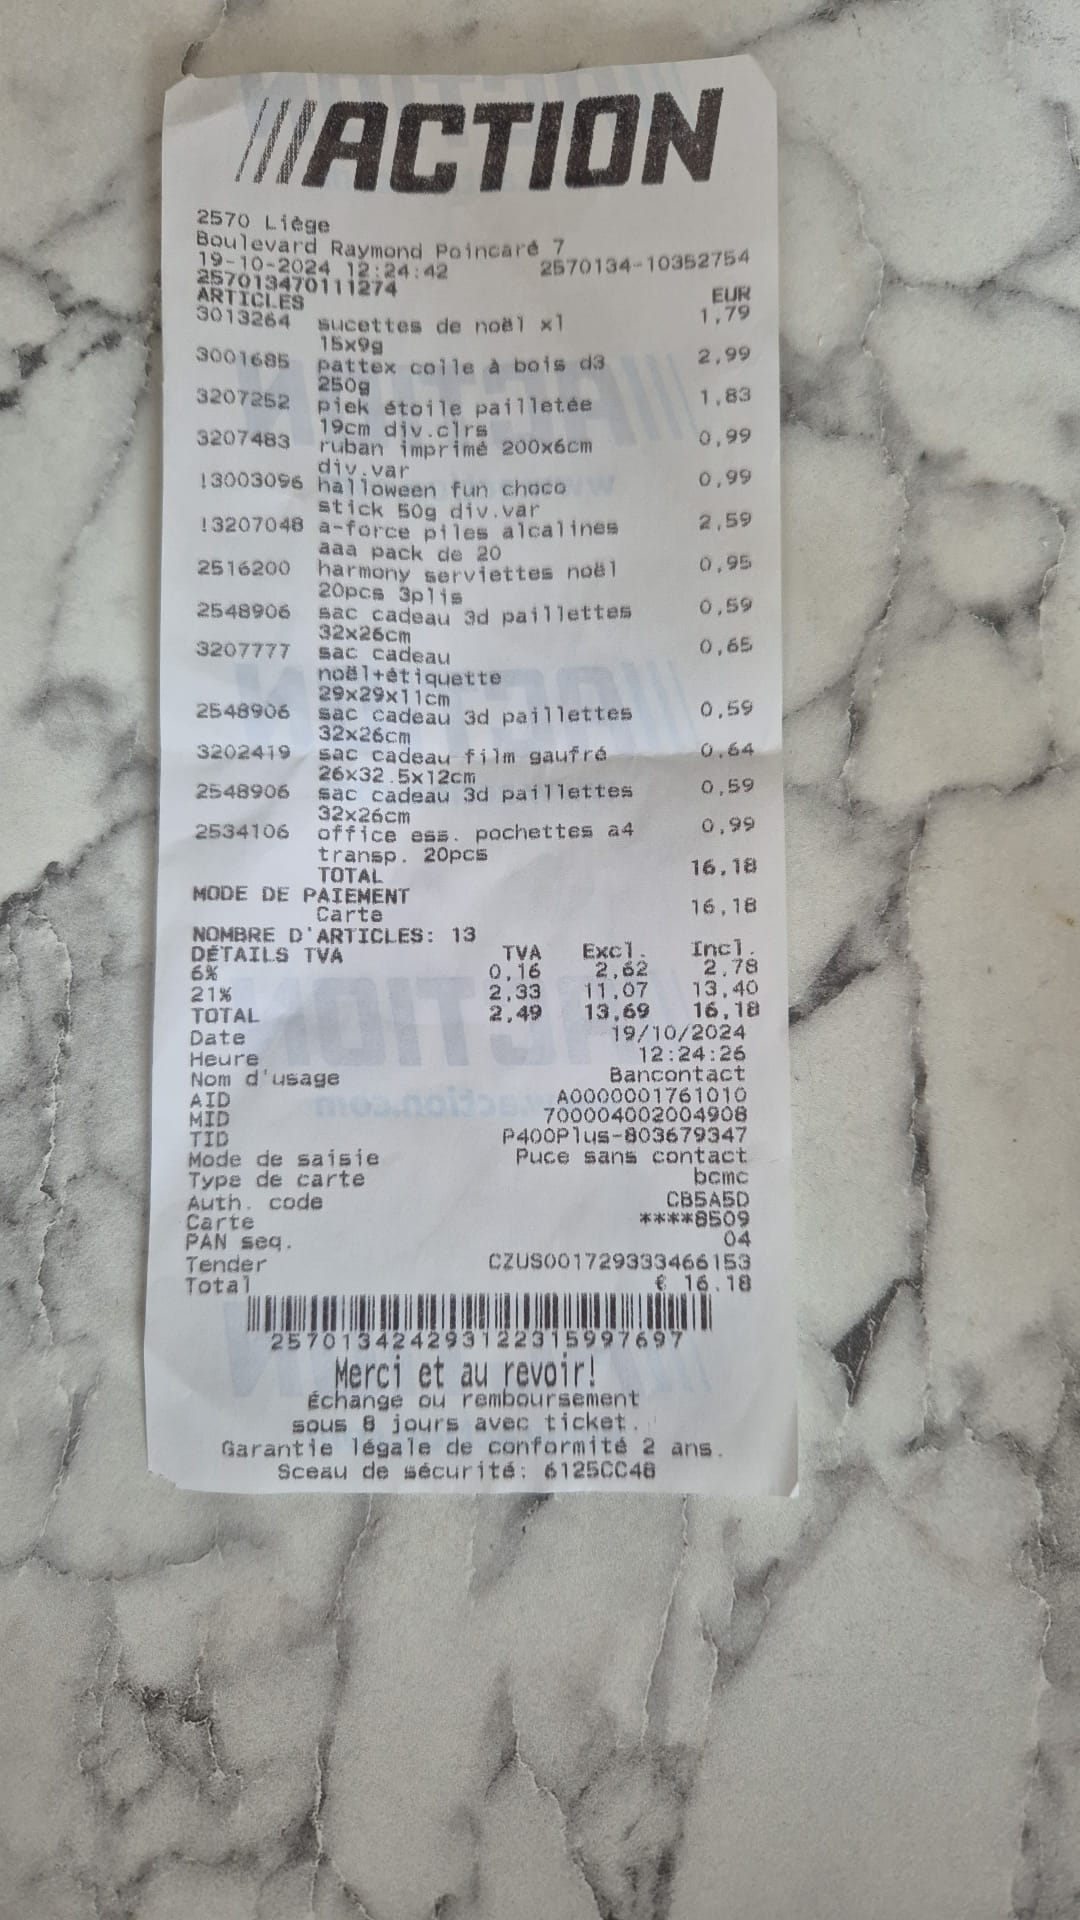 ACTION
2570 Liège
Boulevard Raymond Poincaré 7
19-10-2024 12:24:42 2570134-10352754
257013470111274
ARTICLES EUR
3013264 sucettes de noël x1 1,79
15x9g
3001685 pattex colle à bois d3 2,99
250g
3207252 piek étoile pailletée 1,83
19cm div.clrs
3207483 ruban imprimé 200x6cm 0,99
div.var
!3003096 halloween fun choco 0,99
stick 50g div.var
!3207048 a-force piles alcalines 2,59
aaa pack de 20
2516200 harmony serviettes noël 0,95
20pcs 3plis
2548906 sac cadeau 3d paillettes 0,59
32x26cm
3207777 sac cadeau 0,65
noël+étiquette
29x29x11cm
2548906 sac cadeau 3d paillettes 0,59
32x26cm
3202419 sac cadeau film gaufré 0,64
26x32.5x12cm
2548906 sac cadeau 3d paillettes 0,59
32x26cm
2534106 office ess. pochettes a4 0,99
transp. 20pcs
TOTAL 16,18
MODE DE PAIEMENT
Carte 16,18
NOMBRE D'ARTICLES: 13
DÉTAILS TVA TVA Excl. Incl.
6% 0,16 2,62 2,78
21% 2,33 11,07 13,40
TOTAL 2,49 13,69 16,18
Date 19/10/2024
Heure 12:24:26
Nom d'usage Bancontact
AID A0000001761010
MID 700004002004908
TID P400Plus-803679347
Mode de saisie Puce sans contact
Type de carte bcmc
Auth. code CB5A5D
Carte ****8509
PAN seq. 04
Tender CZUS001729333466153
Total € 16.18
257013424293122315997697
Merci et au revoir!
Échange ou remboursement
sous 8 jours avec ticket.
Garantie légale de conformité 2 ans.
Sceau de sécurité: 6125CC48